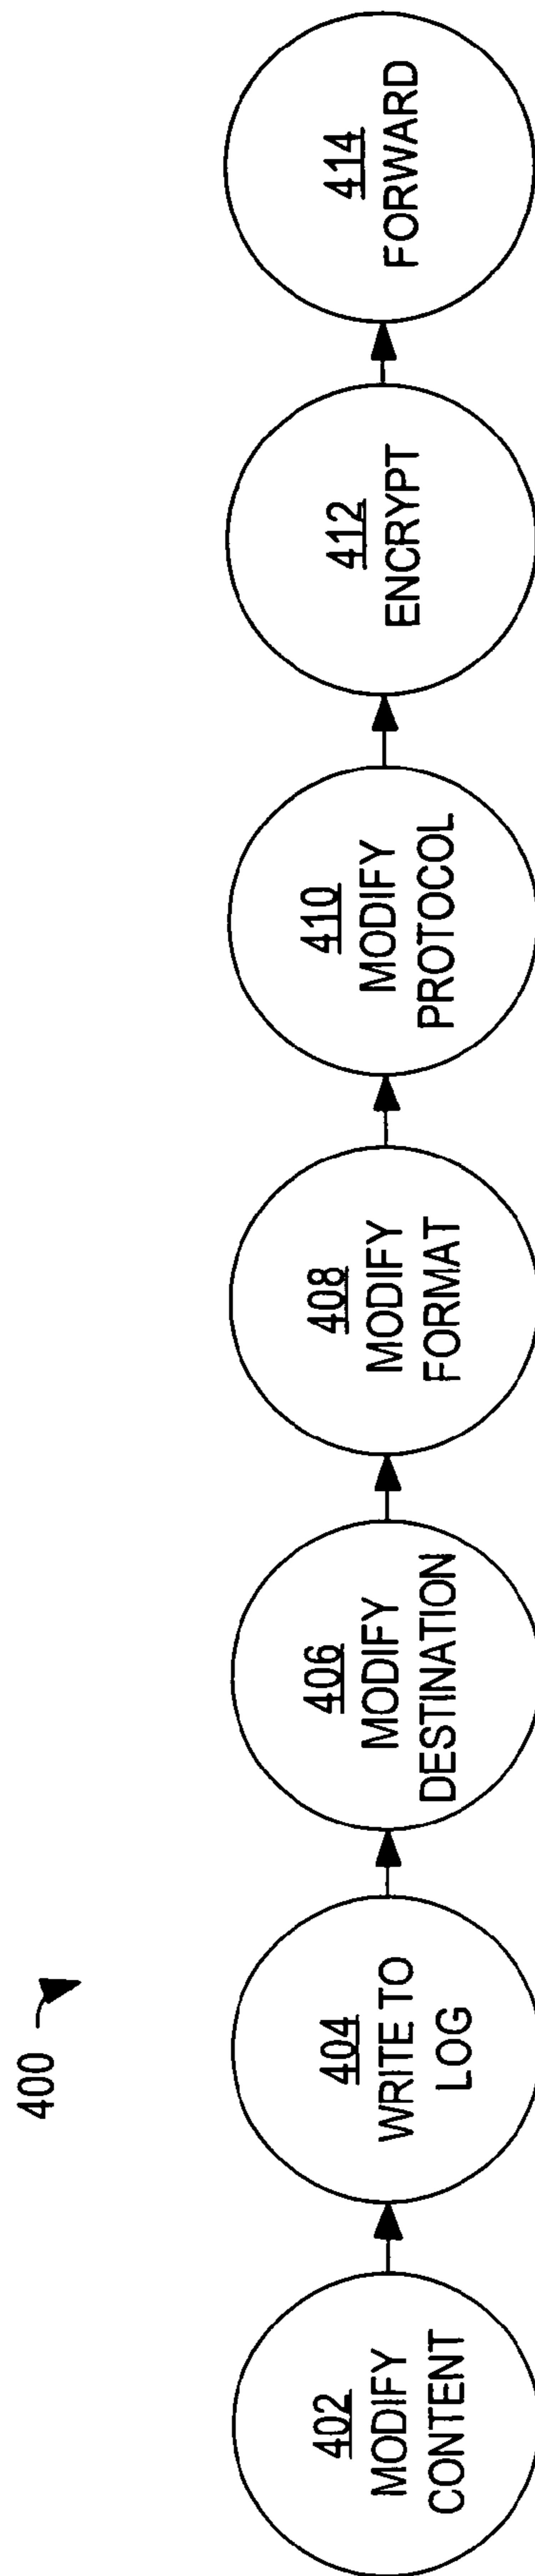 400
402
MODIFY
CONTENT
404
WRITE TO
LOG
406
MODIFY
DESTINATION
408
MODIFY
FORMAT
410
MODIFY
PROTOCOL
412
ENCRYPT
414
FORWARD